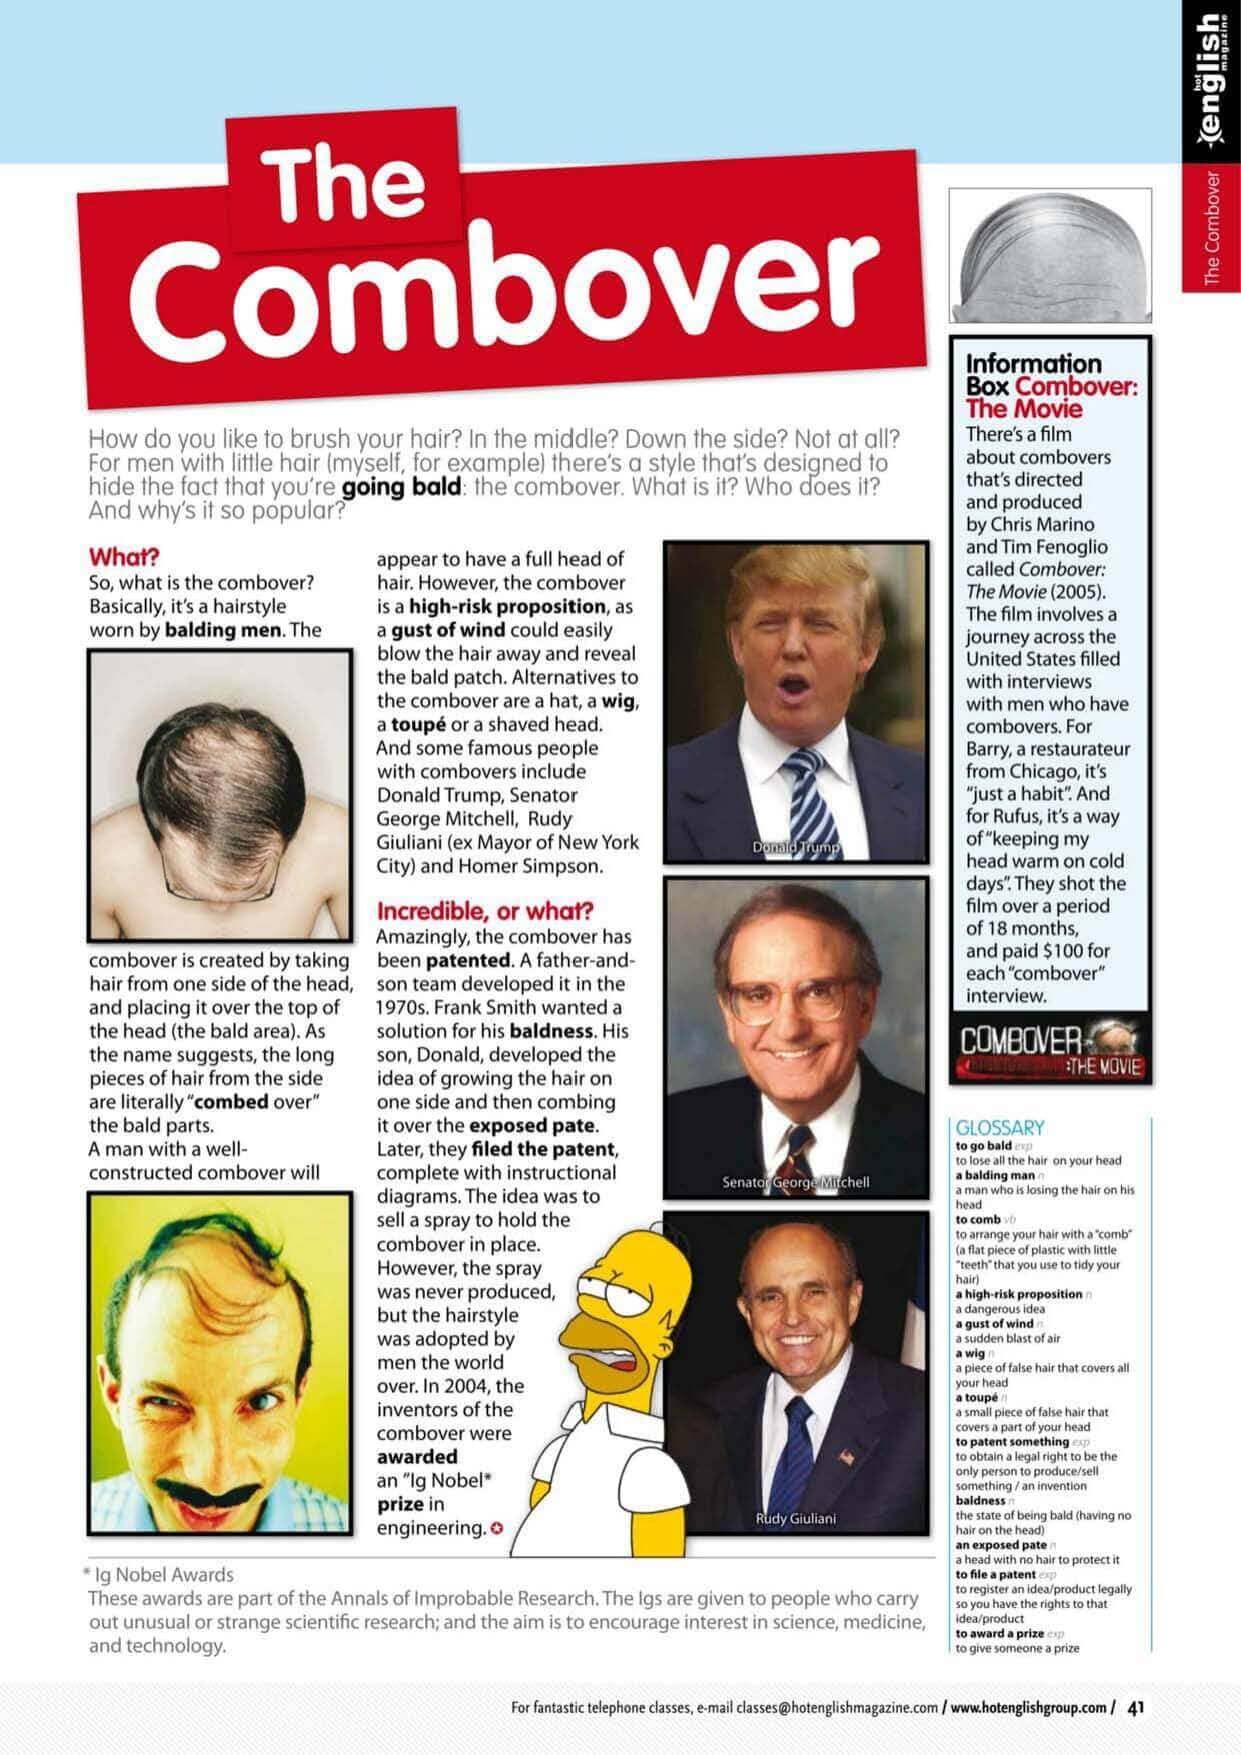 hot
english
magazine
The Combover
The
Combover
How do you like to brush your hair? In the middle? Down the side? Not at all?
For men with little hair (myself, for example) there's a style that's designed to
hide the fact that you're going bald: the combover. What is it? Who does it?
And why's it so popular?
What?
So, what is the combover?
Basically, it's a hairstyle
worn by balding men. The
combover is created by taking
hair from one side of the head,
and placing it over the top of
the head (the bald area). As
the name suggests, the long
pieces of hair from the side
are literally "combed over"
the bald parts.
A man with a well-
constructed combover will
appear to have a full head of
hair. However, the combover
is a high-risk proposition, as
a gust of wind could easily
blow the hair away and reveal
the bald patch. Alternatives to
the combover are a hat, a wig,
a toupé or a shaved head.
And some famous people
with combovers include
Donald Trump, Senator
George Mitchell, Rudy
Giuliani (ex Mayor of New York
City) and Homer Simpson.
Incredible, or what?
Amazingly, the combover has
been patented. A father-and-
son team developed it in the
1970s. Frank Smith wanted a
solution for his baldness. His
son, Donald, developed the
idea of growing the hair on
one side and then combing
it over the exposed pate.
Later, they filed the patent,
complete with instructional
diagrams. The idea was to
sell a spray to hold the
combover in place.
However, the spray
was never produced,
but the hairstyle
was adopted by
men the world
over. In 2004, the
inventors of the
combover were
awarded
an "Ig Nobel*
prize in
engineering.
Donald Trump
Senator George Mitchell
Rudy Giuliani
Information
Box Combover:
The Movie
There's a film
about combovers
that's directed
and produced
by Chris Marino
and Tim Fenoglio
called Combover:
The Movie (2005).
The film involves a
journey across the
United States filled
with interviews
with men who have
combovers. For
Barry, a restaurateur
from Chicago, it's
"just a habit". And
for Rufus, it's a way
of "keeping my
head warm on cold
days". They shot the
film over a period
of 18 months,
and paid $100 for
each "combover"
interview.
COMBOVER
:THE MOVIE
GLOSSARY
to go bald exp
to lose all the hair on your head
a balding man n
a man who is losing the hair on his
head
to comb vb
to arrange your hair with a "comb"
(a flat piece of plastic with little
"teeth" that you use to tidy your
hair)
a high-risk proposition n
a dangerous idea
a gust of wind n
a sudden blast of air
a wig n
a piece of false hair that covers all
your head
a toupé n
a small piece of false hair that
covers a part of your head
to patent something exp
to obtain a legal right to be the
only person to produce/sell
something / an invention
baldness n
the state of being bald (having no
hair on the head)
an exposed pate n
a head with no hair to protect it
to file a patent exp
to register an idea/product legally
so you have the rights to that
idea/product
to award a prize exp
to give someone a prize
* Ig Nobel Awards
These awards are part of the Annals of Improbable Research. The Igs are given to people who carry
out unusual or strange scientific research; and the aim is to encourage interest in science, medicine,
and technology.
For fantastic telephone classes, e-mail classes@hotenglishmagazine.com / www.hotenglishgroup.com / 41